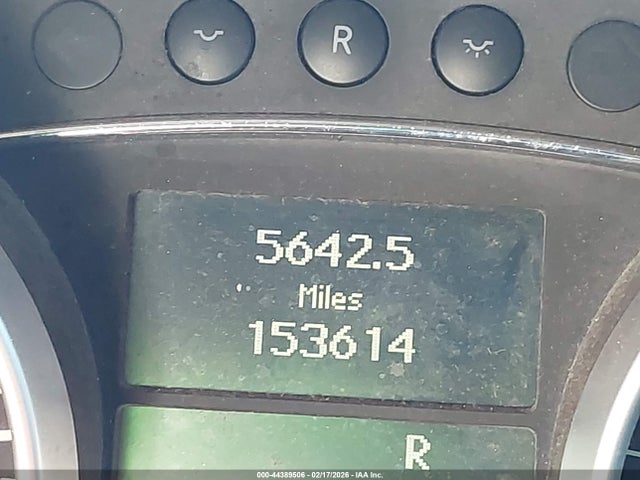 R
5642.5
Miles
153614
R
000-44389506 - 02/17/2026 - IAA Inc.